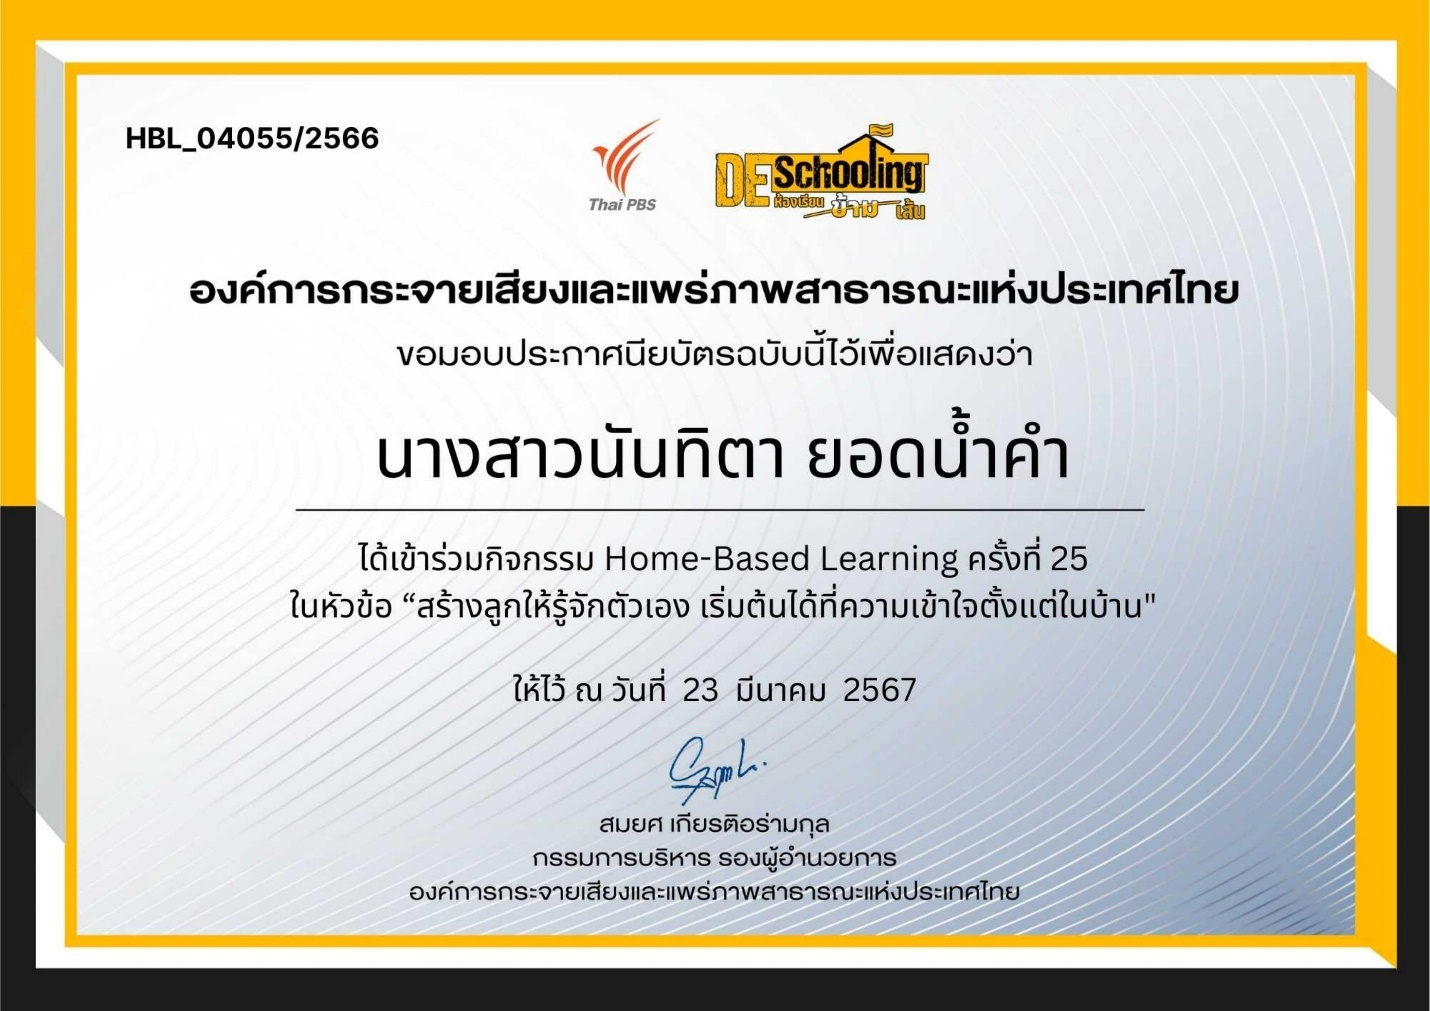 HBL_04055/2566
Thai PBS
DESchooling
ห้องเรียนข้ามเส้น
องค์การกระจายเสียงและแพร่ภาพสาธารณะแห่งประเทศไทย
ขอมอบประกาศนียบัตรฉบับนี้ไว้เพื่อแสดงว่า
นางสาวนันทิตา ยอดน้ำคำ
ได้เข้าร่วมกิจกรรม Home-Based Learning ครั้งที่ 25
ในหัวข้อ “สร้างลูกให้รู้จักตัวเอง เริ่มต้นได้ที่ความเข้าใจตั้งแต่ในบ้าน"
ให้ไว้ ณ วันที่ 23 มีนาคม 2567
สมยศ เกียรติอร่ามกุล
กรรมการบริหาร รองผู้อำนวยการ
องค์การกระจายเสียงและแพร่ภาพสาธารณะแห่งประเทศไทย